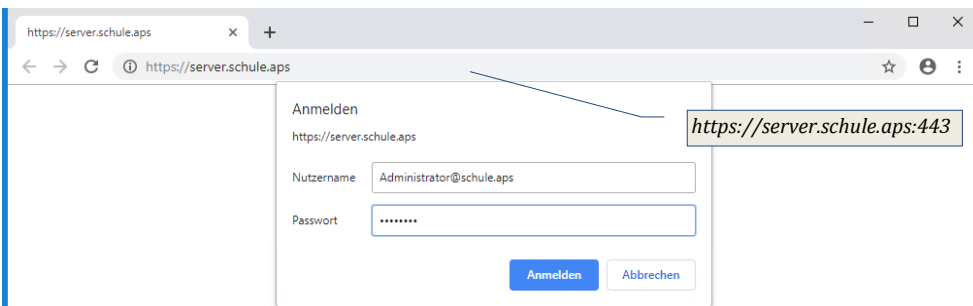 https://server.schule.aps
https://server.schule.aps
https://server.schule.aps:443
Anmelden
https://server.schule.aps
Nutzername Administrator@schule.aps
Passwort ••••••••
Anmelden Abbrechen